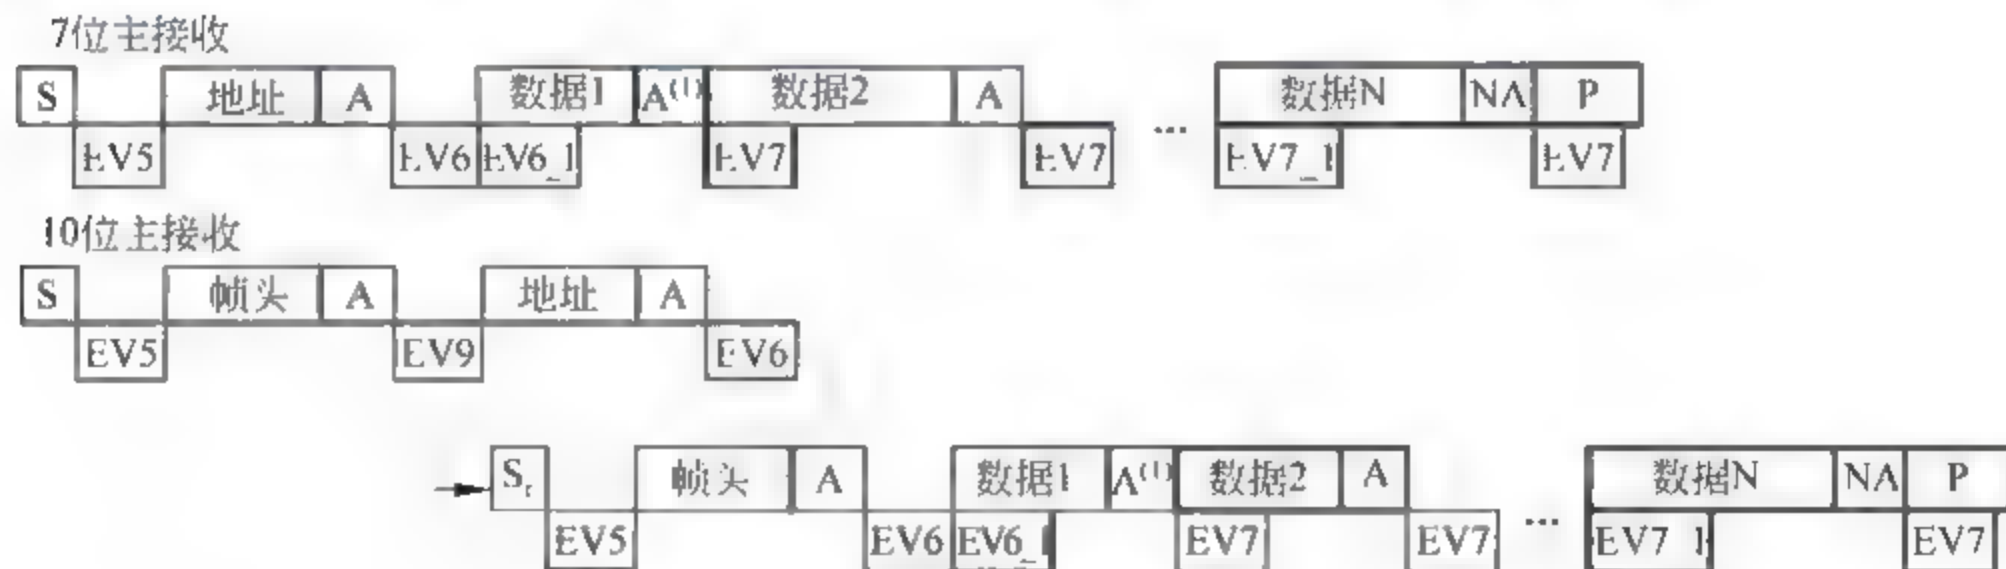 7位主接收
S 地址 A 数据1 A(1) 数据2 A ... 数据N NA P
EV5 EV6 EV6_1 EV7 EV7 EV7_1 EV7
10位主接收
S 帧头 A 地址 A
EV5 EV9 EV6
Sr 帧头 A 数据1 A(1) 数据2 A ... 数据N NA P
EV5 EV6 EV6_1 EV7 EV7 EV7_1 EV7